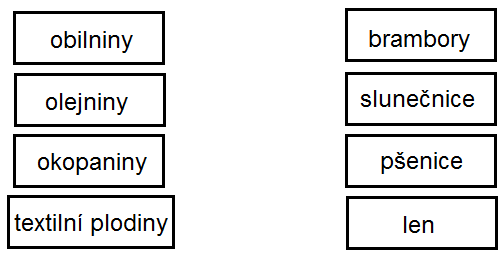 obilniny
brambory
olejniny
slunečnice
okopaniny
pšenice
textilní plodiny
len